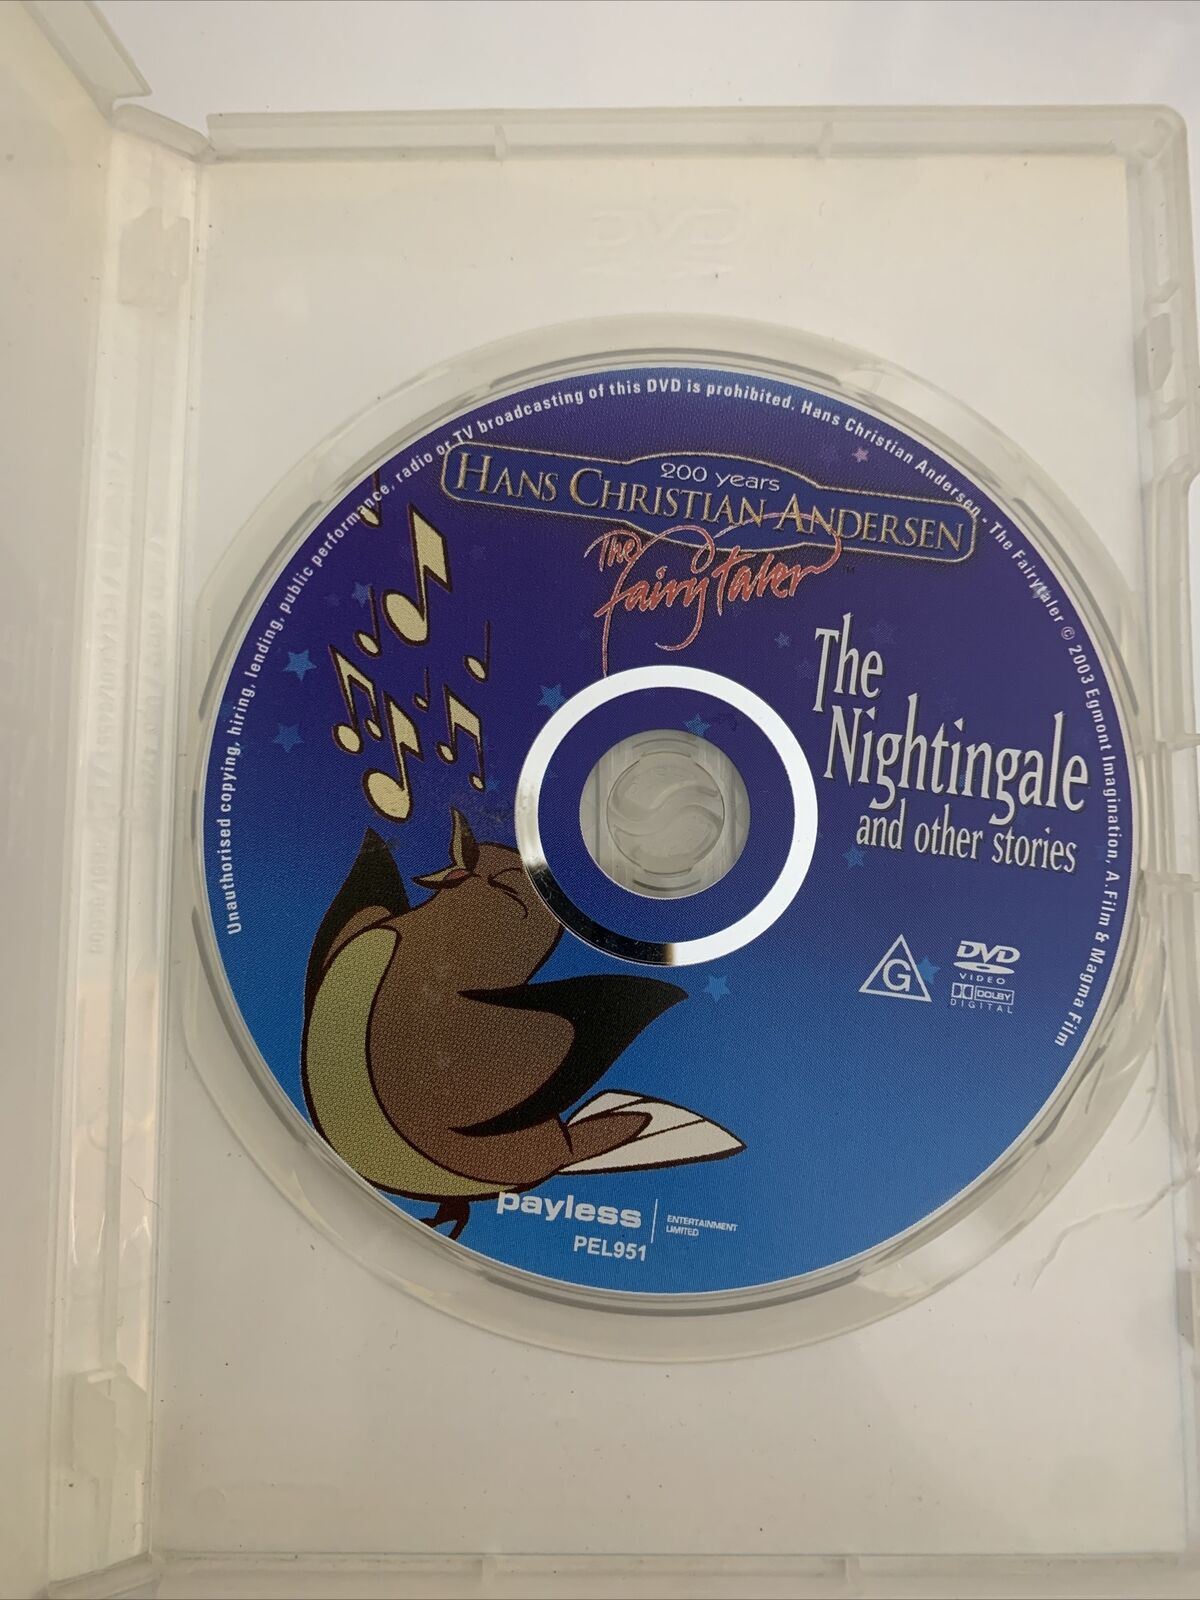 Unauthorised copying, hiring, lending, public performance, radio or TV broadcasting of this DVD is prohibited. Hans Christian Andersen - The Fairytaler © 2003 Egmont Imagination, A.Film & Magma Film
200 years
HANS CHRISTIAN ANDERSEN
The
Fairytaler
TM
The
Nightingale
and other stories
G
DVD
VIDEO
DOLBY
DIGITAL
payless
ENTERTAINMENT
LIMITED
PEL951